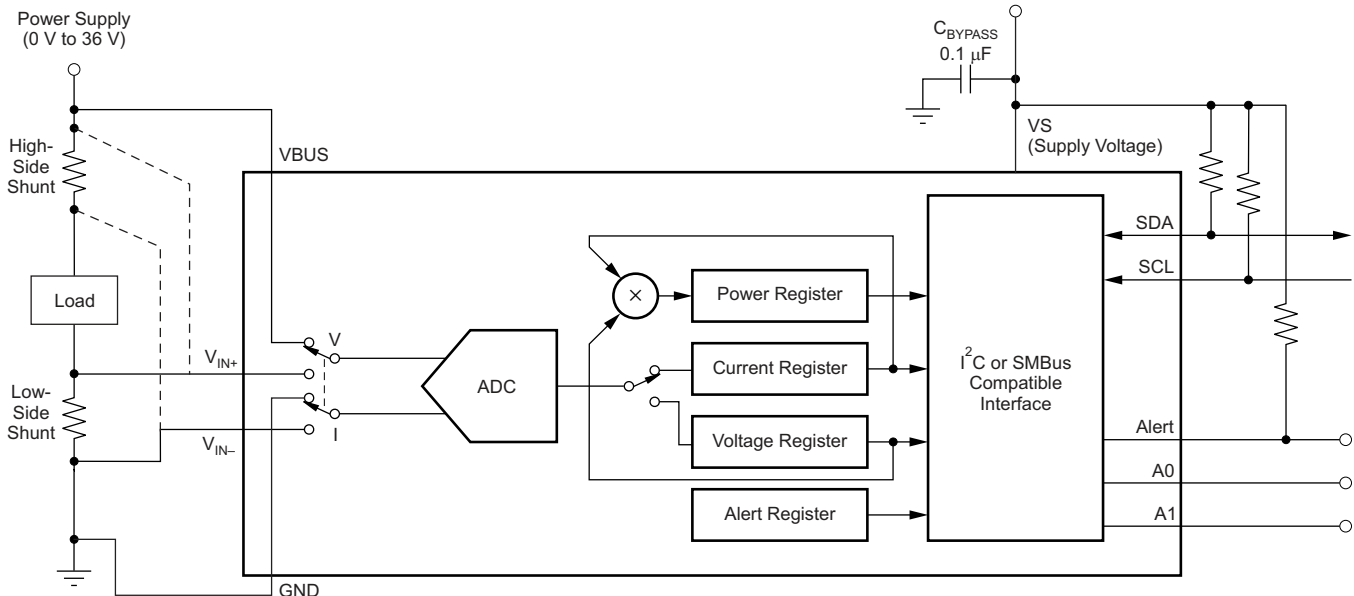 Power Supply
(0 V to 36 V)
C_BYPASS
0.1 μF
High-
Side
Shunt
VBUS
VS
(Supply Voltage)
SDA
SCL
Load
×
Power Register
V
V_IN+
ADC
Current Register
I²C or SMBus
Compatible
Interface
Low-
Side
Shunt
V_IN–
I
Voltage Register
Alert
A0
Alert Register
A1
GND